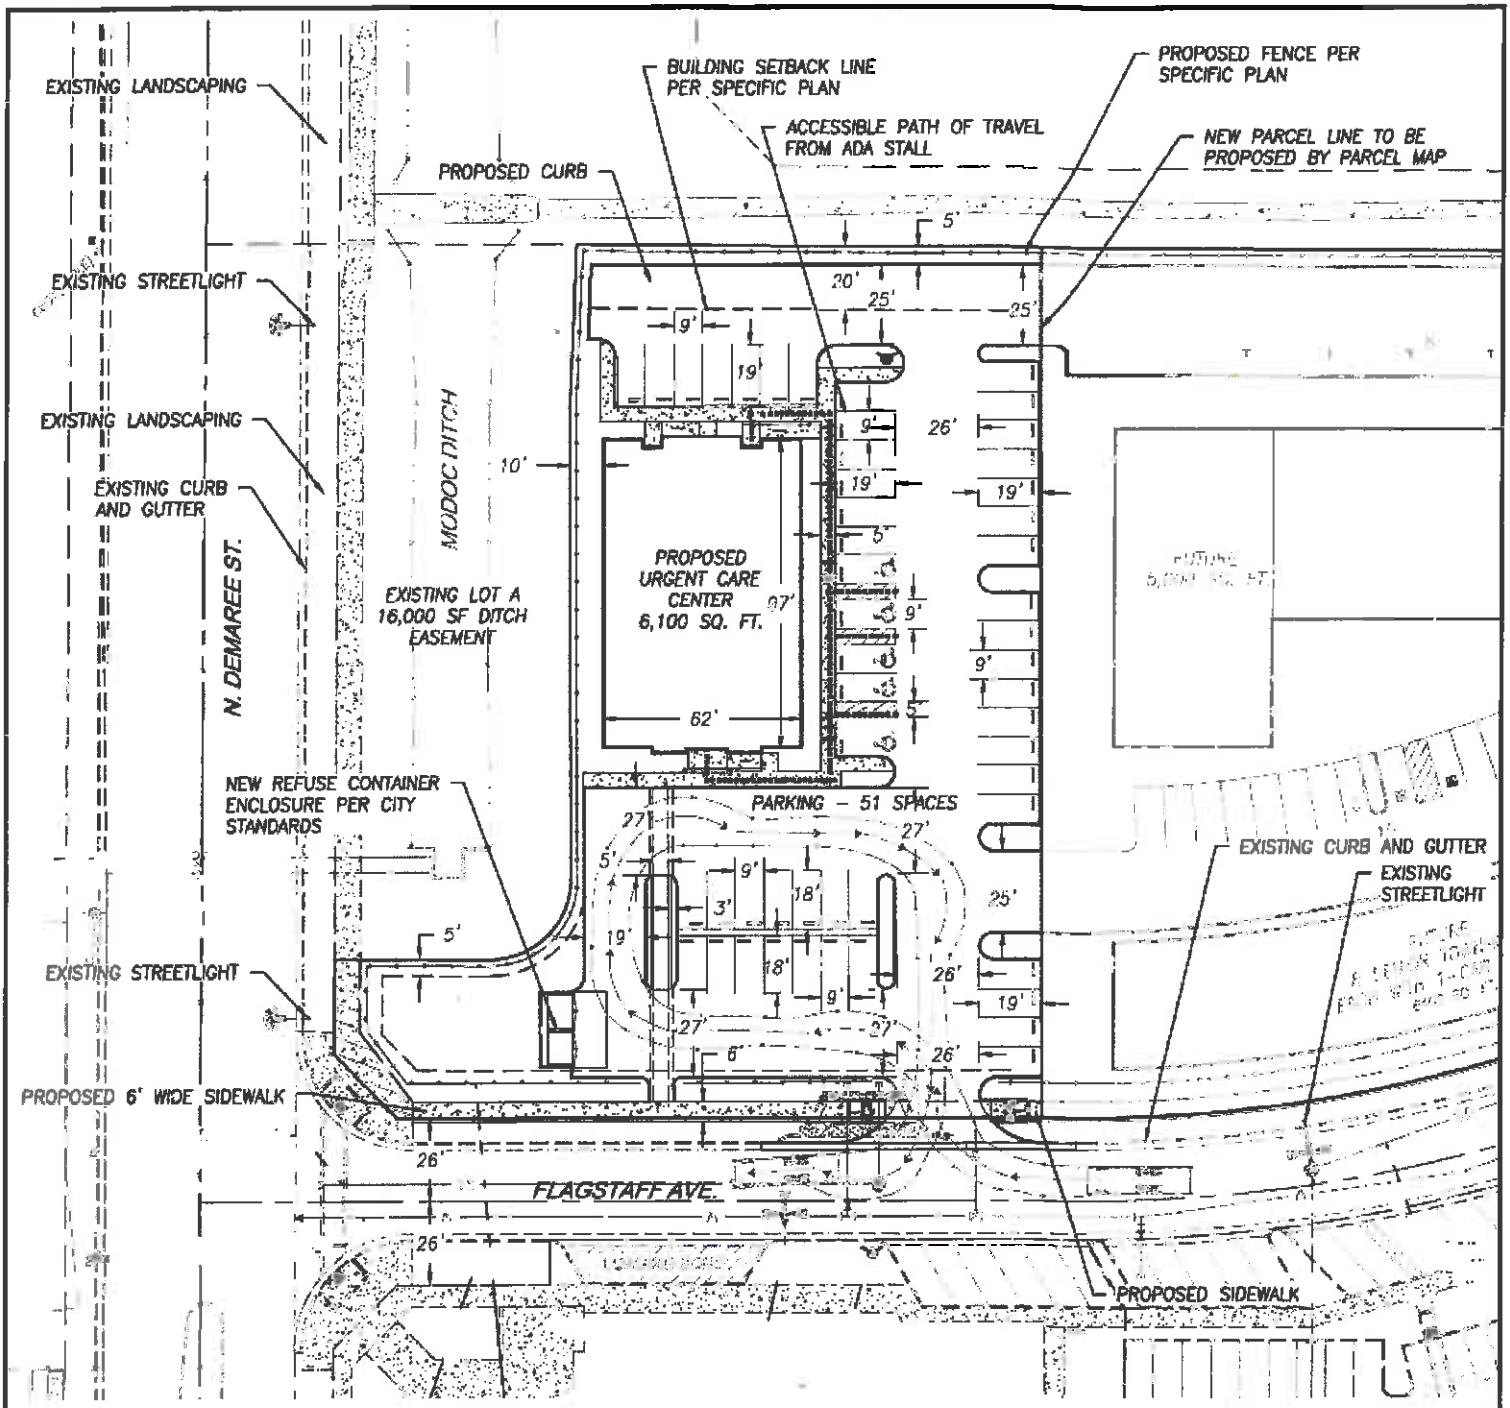 EXISTING LANDSCAPING
BUILDING SETBACK LINE
PER SPECIFIC PLAN
PROPOSED FENCE PER
SPECIFIC PLAN
ACCESSIBLE PATH OF TRAVEL
FROM ADA STALL
NEW PARCEL LINE TO BE
PROPOSED BY PARCEL MAP
PROPOSED CURB
5'
EXISTING STREETLIGHT
20'
25'
25'
9'
19'
EXISTING LANDSCAPING
MODOC DITCH
9'
26'
10'
EXISTING CURB
AND GUTTER
19'
19'
N. DEMAREE ST.
PROPOSED
URGENT CARE
CENTER
6,100 SQ. FT.
97'
FUTURE
EXISTING LOT A
16,000 SF DITCH
EASEMENT
9'
9'
62'
5'
NEW REFUSE CONTAINER
ENCLOSURE PER CITY
STANDARDS
PARKING - 51 SPACES
27'
27'
EXISTING CURB AND GUTTER
5'
9'
18'
EXISTING
STREETLIGHT
3'
25'
5'
9'
18'
26'
EXISTING STREETLIGHT
9'
19'
27'
27'
6'
26'
PROPOSED 6' WIDE SIDEWALK
26'
FLAGSTAFF AVE.
26'
PROPOSED SIDEWALK